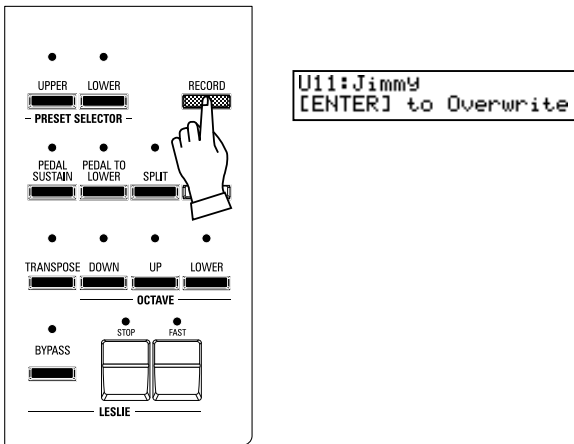 UPPER LOWER RECORD
PRESET SELECTOR
PEDAL SUSTAIN PEDAL TO LOWER SPLIT
TRANSPOSE DOWN UP LOWER
OCTAVE
STOP FAST
BYPASS
LESLIE
U11:Jimmy
[ENTER] to Overwrite